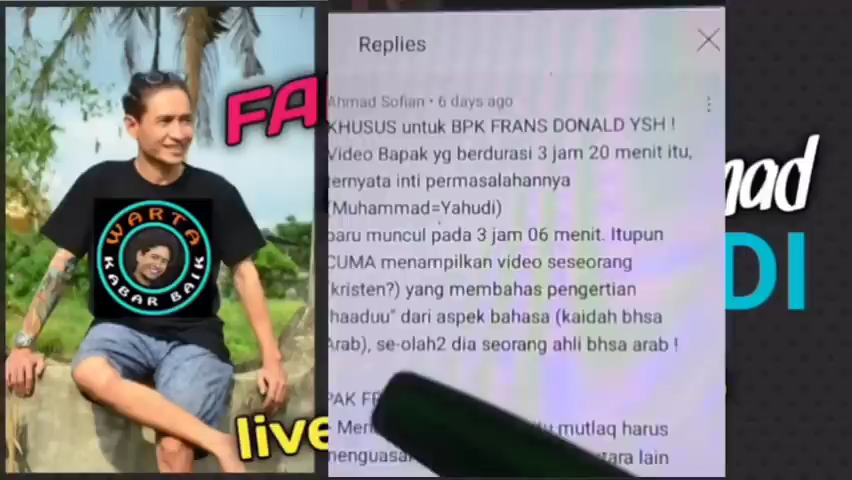 FA
mad
DI
live
WARTA
KABAR BAIK
Replies
Ahmad Sofian • 6 days ago
KHUSUS untuk BPK FRANS DONALD YSH !
Video Bapak yg berdurasi 3 jam 20 menit itu,
ternyata inti permasalahannya
(Muhammad=Yahudi)
baru muncul pada 3 jam 06 menit. Itupun
CUMA menampilkan video seseorang
(kristen?) yang membahas pengertian
haaduu" dari aspek bahasa (kaidah bhsa
Arab), se-olah2 dia seorang ahli bhsa arab !
PAK
mutlaq harus
lain